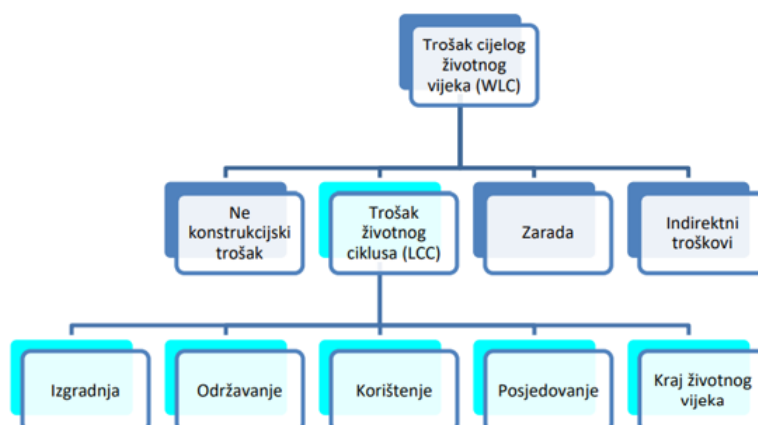 Trošak cijelog
životnog
vijeka (WLC)
Ne
konstrukcijski
trošak
Trošak
životnog
ciklusa (LCC)
Zarada
Indirektni
troškovi
Izgradnja
Održavanje
Korištenje
Posjedovanje
Kraj životnog
vijeka